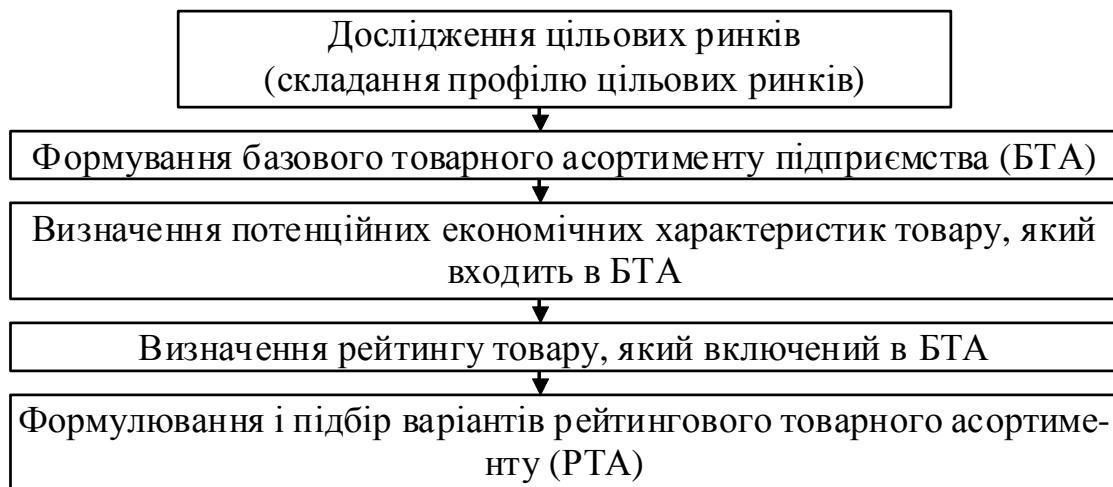 Дослідження цільових ринків
(складання профілю цільових ринків)
Формування базового товарного асортименту підприємства (БТА)
Визначення потенційних економічних характеристик товару, який
входить в БТА
Визначення рейтингу товару, який включений в БТА
Формулювання і підбір варіантів рейтингового товарного асортиме-
нту (РТА)